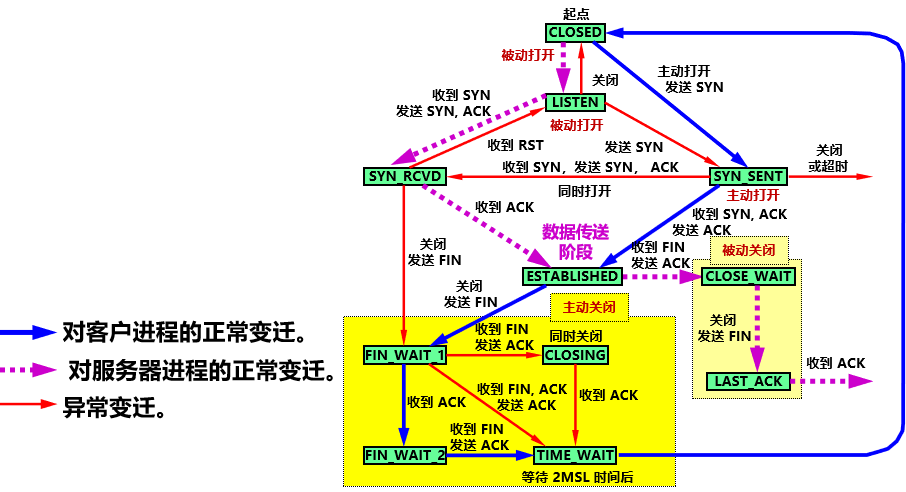 起点
CLOSED
被动打开
关闭
主动打开
发送 SYN
LISTEN
被动打开
收到 SYN
发送 SYN, ACK
收到 RST
发送 SYN
关闭
或超时
收到 SYN，发送 SYN， ACK
SYN_RCVD
SYN_SENT
同时打开
主动打开
收到 ACK
收到 SYN, ACK
发送 ACK
数据传送
阶段
关闭
发送 FIN
收到 FIN
发送 ACK
被动关闭
ESTABLISHED
CLOSE_WAIT
关闭
发送 FIN
主动关闭
关闭
发送 FIN
对客户进程的正常变迁。
收到 FIN
发送 ACK
同时关闭
FIN_WAIT_1
CLOSING
对服务器进程的正常变迁。
收到 ACK
LAST_ACK
收到 FIN, ACK
发送 ACK
收到 ACK
收到 ACK
异常变迁。
收到 FIN
发送 ACK
FIN_WAIT_2
TIME_WAIT
等待 2MSL 时间后